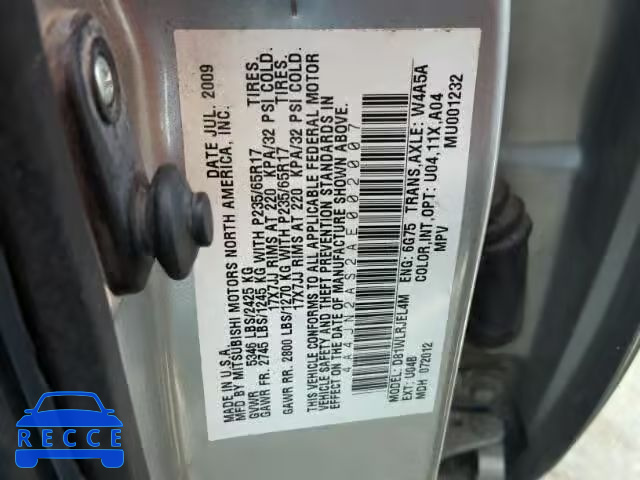 MADE IN U.S.A. DATE JUL. 2009
MFD BY MITSUBISHI MOTORS NORTH AMERICA, INC.
GVWR 5346 LBS/2425 KG
GAWR FR. 2745 LBS/1245 KG WITH P235/65R17 TIRES.
17X7JJ RIMS AT 220 KPA/32 PSI COLD.
GAWR RR. 2800 LBS/1270 KG WITH P235/65R17 TIRES.
17X7JJ RIMS AT 220 KPA/32 PSI COLD.
THIS VEHICLE CONFORMS TO ALL APPLICABLE FEDERAL MOTOR
VEHICLE SAFETY AND THEFT PREVENTION STANDARDS IN
EFFECT ON THE DATE OF MANUFACTURE SHOWN ABOVE.
4A4JN2AS2AE002007
MODEL: D81WLRJEL4M ENG: 6G75 TRANS,AXLE: W4A5A
EXT: U04B COLOR,INT,OPT: U04,11X,A04
MDH 072012 MPV MU001232
RECCE